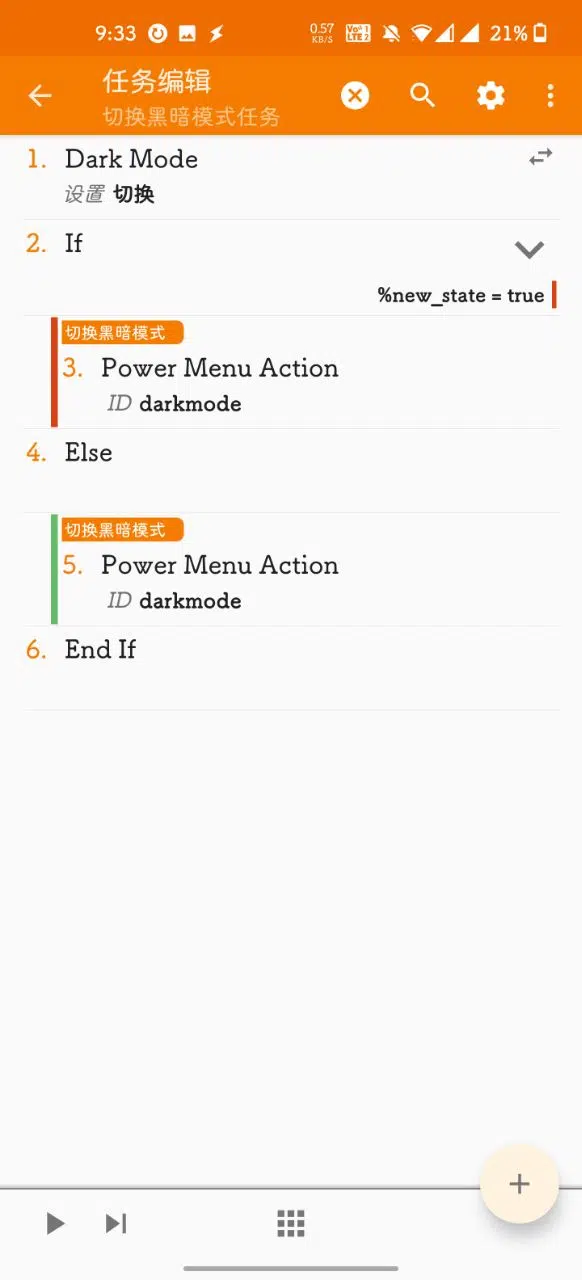 9:33
0.57
KB/S
Vo 1
LTE 2
21%
任务编辑
切换黑暗模式任务
1. Dark Mode
设置 切换
2. If
%new_state = true
切换黑暗模式
3. Power Menu Action
ID darkmode
4. Else
切换黑暗模式
5. Power Menu Action
ID darkmode
6. End If